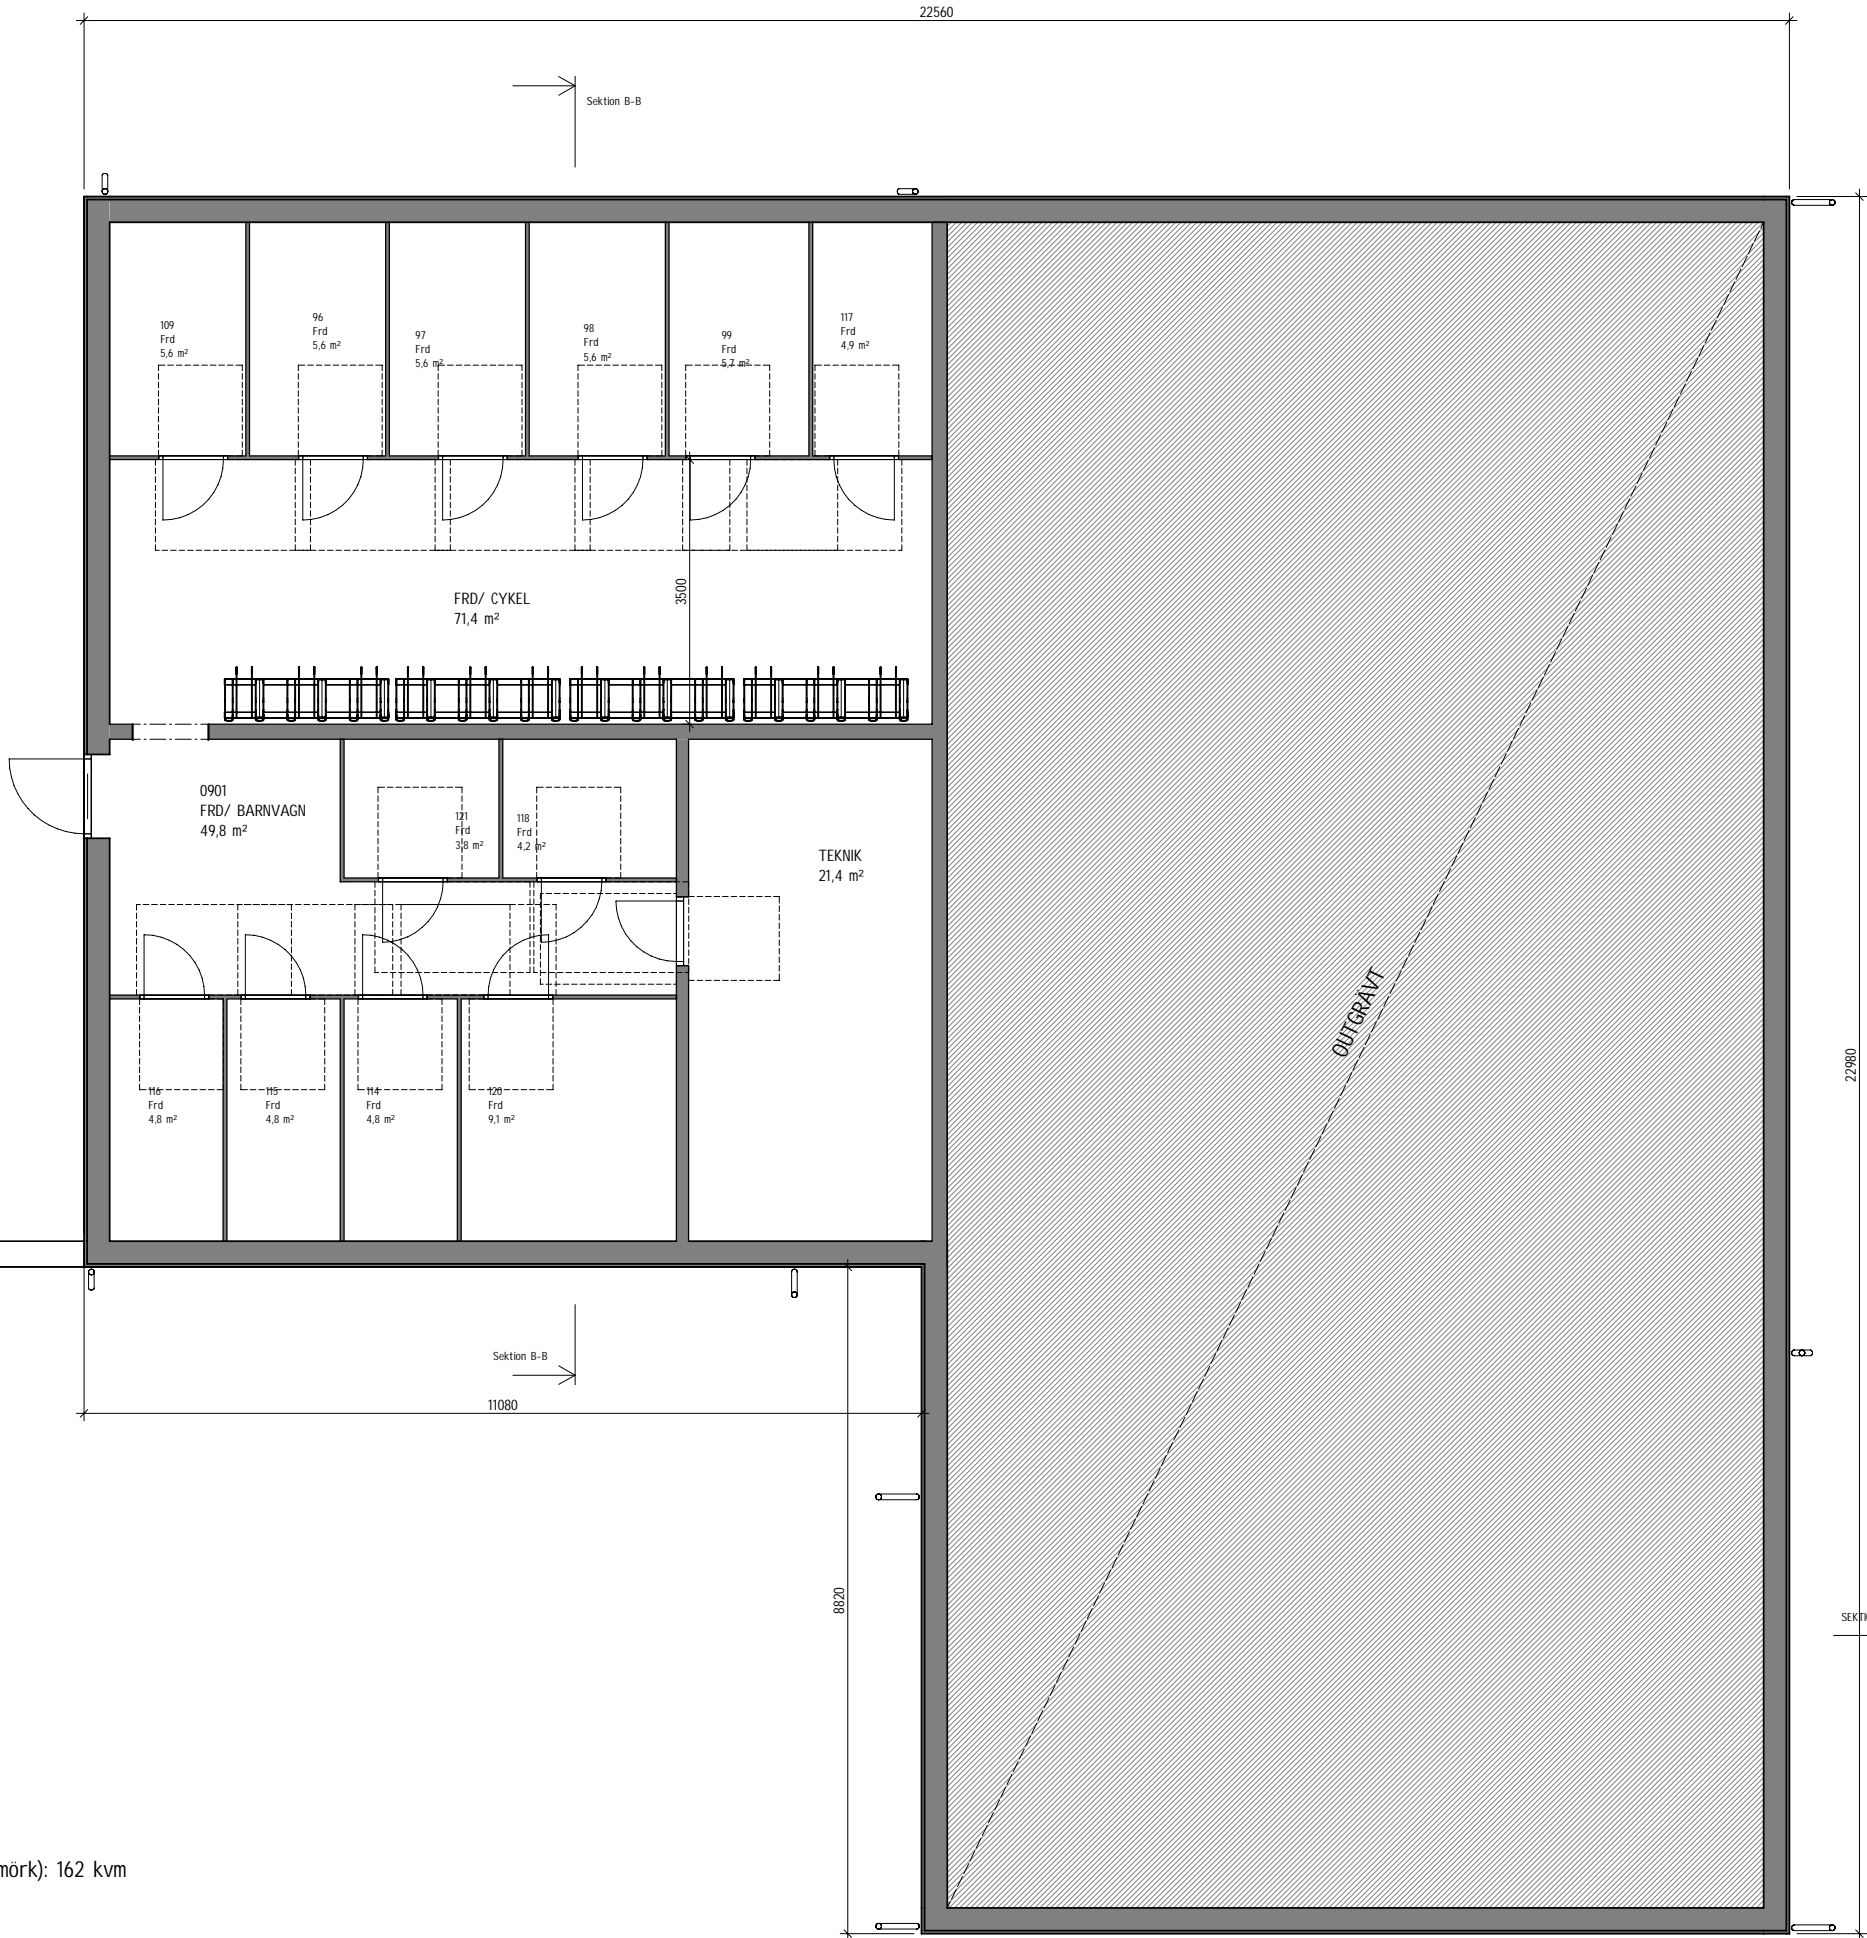 22560
Sektion B-B
109
Frd
5,6 m²
96
Frd
5,6 m²
97
Frd
5,6 m²
98
Frd
5,6 m²
99
Frd
5,7 m²
117
Frd
4,9 m²
3500
FRD/ CYKEL
71,4 m²
0901
FRD/ BARNVAGN
49,8 m²
121
Frd
3,8 m²
118
Frd
4,2 m²
TEKNIK
21,4 m²
OUTGRÄVT
22980
116
Frd
4,8 m²
115
Frd
4,8 m²
114
Frd
4,8 m²
120
Frd
9,1 m²
Sektion B-B
11080
8820
mörk): 162 kvm